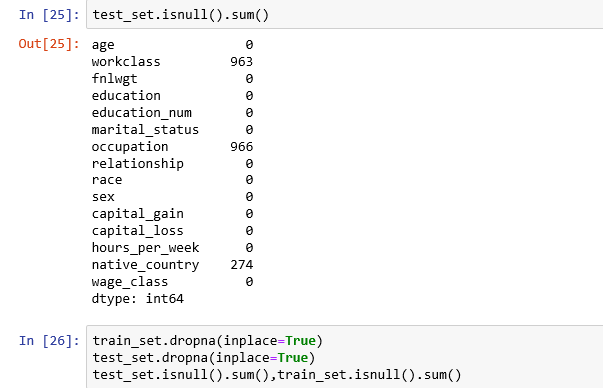 In [25]: test_set.isnull().sum()
Out[25]: age 0
workclass 963
fnlwgt 0
education 0
education_num 0
marital_status 0
occupation 966
relationship 0
race 0
sex 0
capital_gain 0
capital_loss 0
hours_per_week 0
native_country 274
wage_class 0
dtype: int64
In [26]: train_set.dropna(inplace=True)
test_set.dropna(inplace=True)
test_set.isnull().sum(),train_set.isnull().sum()